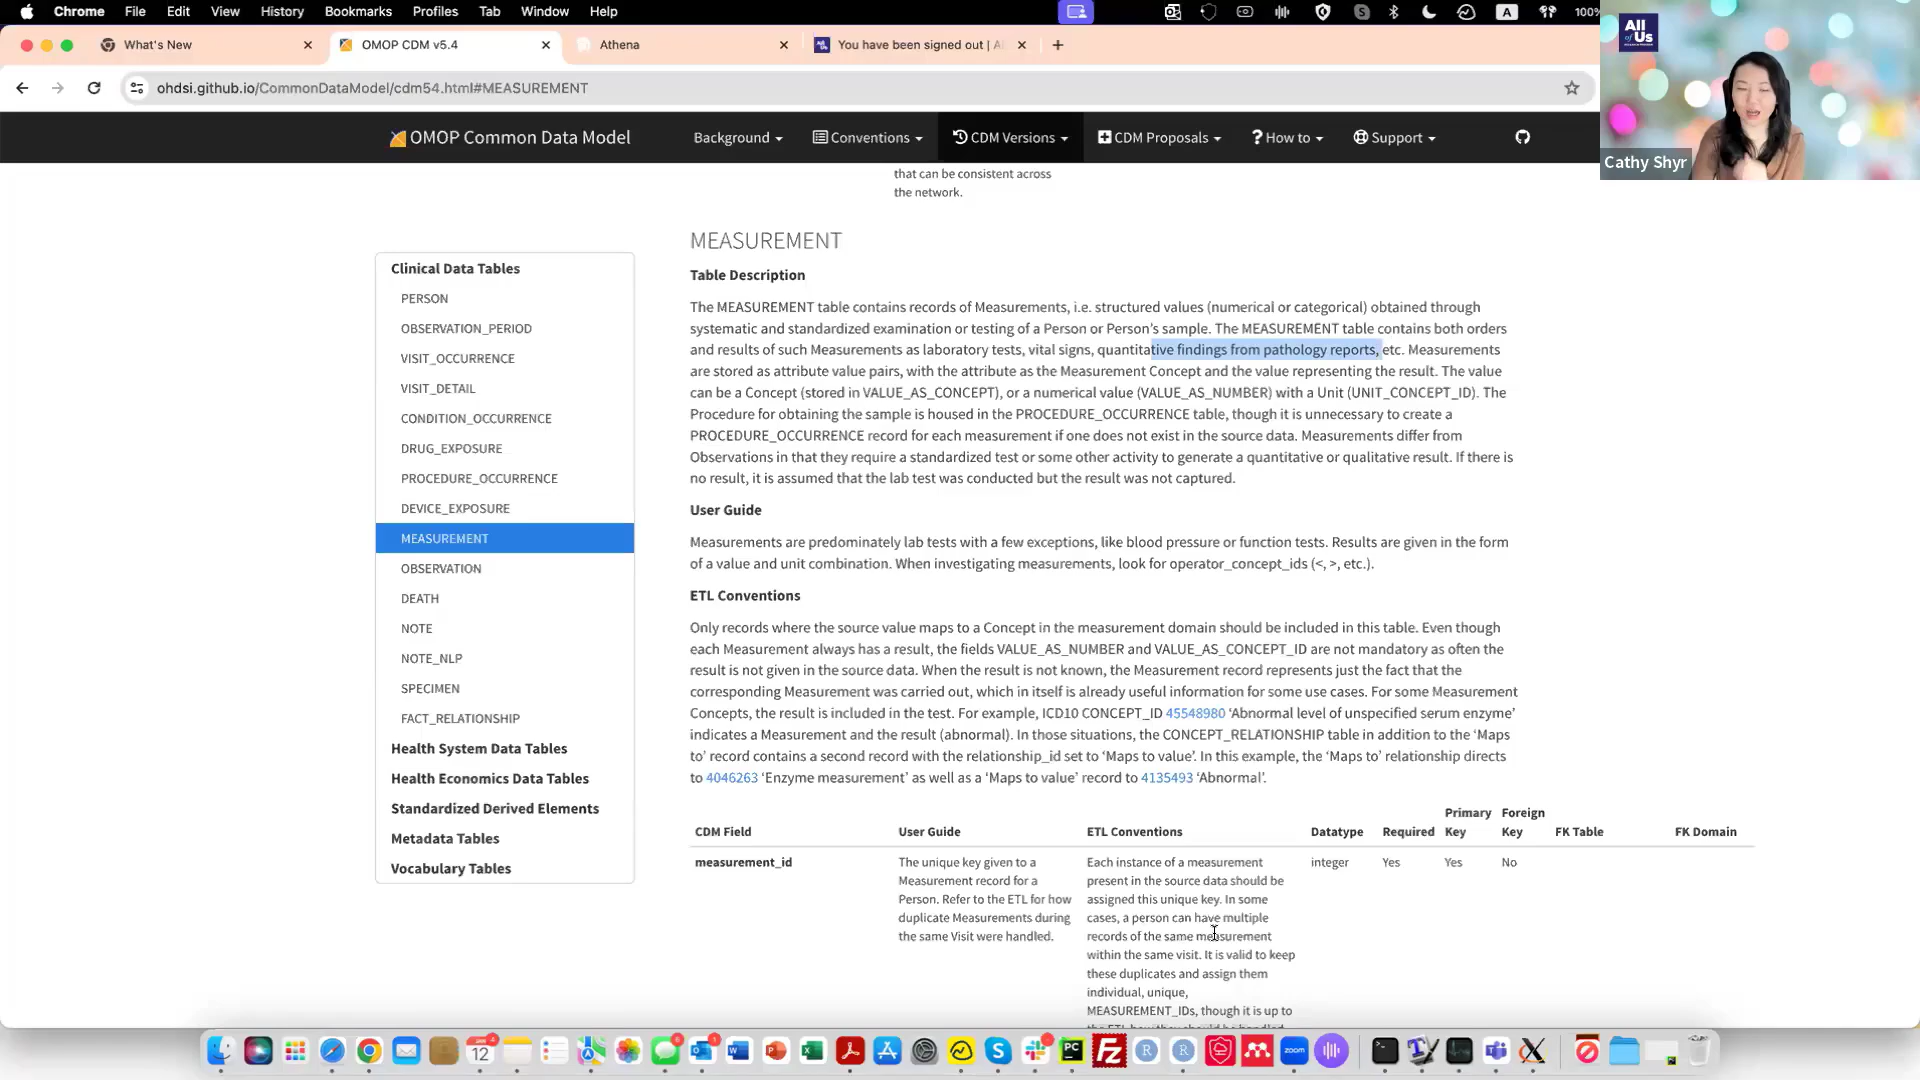 Chrome File Edit View History Bookmarks Profiles Tab Window Help
A 100%
What's New
OMOP CDM v5.4
Athena
You have been signed out | A
ohdsi.github.io/CommonDataModel/cdm54.html#MEASUREMENT
All of Us
Cathy Shyr
OMOP Common Data Model
Background
Conventions
CDM Versions
CDM Proposals
? How to
Support
that can be consistent across
the network.
Clinical Data Tables
PERSON
OBSERVATION_PERIOD
VISIT_OCCURRENCE
VISIT_DETAIL
CONDITION_OCCURRENCE
DRUG_EXPOSURE
PROCEDURE_OCCURRENCE
DEVICE_EXPOSURE
MEASUREMENT
OBSERVATION
DEATH
NOTE
NOTE_NLP
SPECIMEN
FACT_RELATIONSHIP
Health System Data Tables
Health Economics Data Tables
Standardized Derived Elements
Metadata Tables
Vocabulary Tables
MEASUREMENT
Table Description
The MEASUREMENT table contains records of Measurements, i.e. structured values (numerical or categorical) obtained through
systematic and standardized examination or testing of a Person or Person's sample. The MEASUREMENT table contains both orders
and results of such Measurements as laboratory tests, vital signs, quantitative findings from pathology reports, etc. Measurements
are stored as attribute value pairs, with the attribute as the Measurement Concept and the value representing the result. The value
can be a Concept (stored in VALUE_AS_CONCEPT), or a numerical value (VALUE_AS_NUMBER) with a Unit (UNIT_CONCEPT_ID). The
Procedure for obtaining the sample is housed in the PROCEDURE_OCCURRENCE table, though it is unnecessary to create a
PROCEDURE_OCCURRENCE record for each measurement if one does not exist in the source data. Measurements differ from
Observations in that they require a standardized test or some other activity to generate a quantitative or qualitative result. If there is
no result, it is assumed that the lab test was conducted but the result was not captured.
User Guide
Measurements are predominately lab tests with a few exceptions, like blood pressure or function tests. Results are given in the form
of a value and unit combination. When investigating measurements, look for operator_concept_ids (<, >, etc.).
ETL Conventions
Only records where the source value maps to a Concept in the measurement domain should be included in this table. Even though
each Measurement always has a result, the fields VALUE_AS_NUMBER and VALUE_AS_CONCEPT_ID are not mandatory as often the
result is not given in the source data. When the result is not known, the Measurement record represents just the fact that the
corresponding Measurement was carried out, which in itself is already useful information for some use cases. For some Measurement
Concepts, the result is included in the test. For example, ICD10 CONCEPT_ID 45548980 ‘Abnormal level of unspecified serum enzyme’
indicates a Measurement and the result (abnormal). In those situations, the CONCEPT_RELATIONSHIP table in addition to the ‘Maps
to’ record contains a second record with the relationship_id set to ‘Maps to value’. In this example, the ‘Maps to’ relationship directs
to 4046263 ‘Enzyme measurement’ as well as a ‘Maps to value’ record to 4135493 ‘Abnormal’.
CDM Field User Guide ETL Conventions Datatype Required Primary Key Foreign Key FK Table FK Domain
measurement_id
The unique key given to a
Measurement record for a
Person. Refer to the ETL for how
duplicate Measurements during
the same Visit were handled.
Each instance of a measurement
present in the source data should be
assigned this unique key. In some
cases, a person can have multiple
records of the same measurement
within the same visit. It is valid to keep
these duplicates and assign them
individual, unique,
MEASUREMENT_IDs, though it is up to
the ETL how they should be handled
integer Yes Yes No
12
zoom